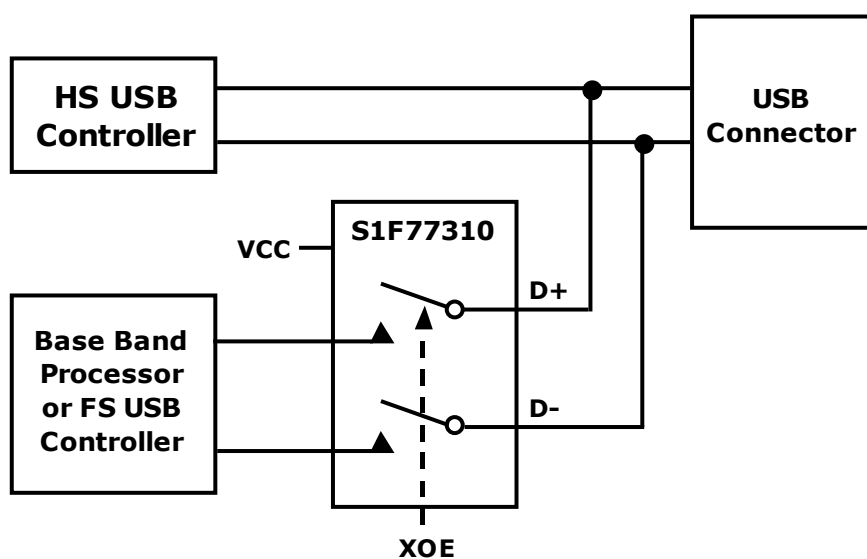 HS USB
Controller
USB
Connector
S1F77310
VCC
D+
Base Band
Processor
or FS USB
Controller
D-
XOE